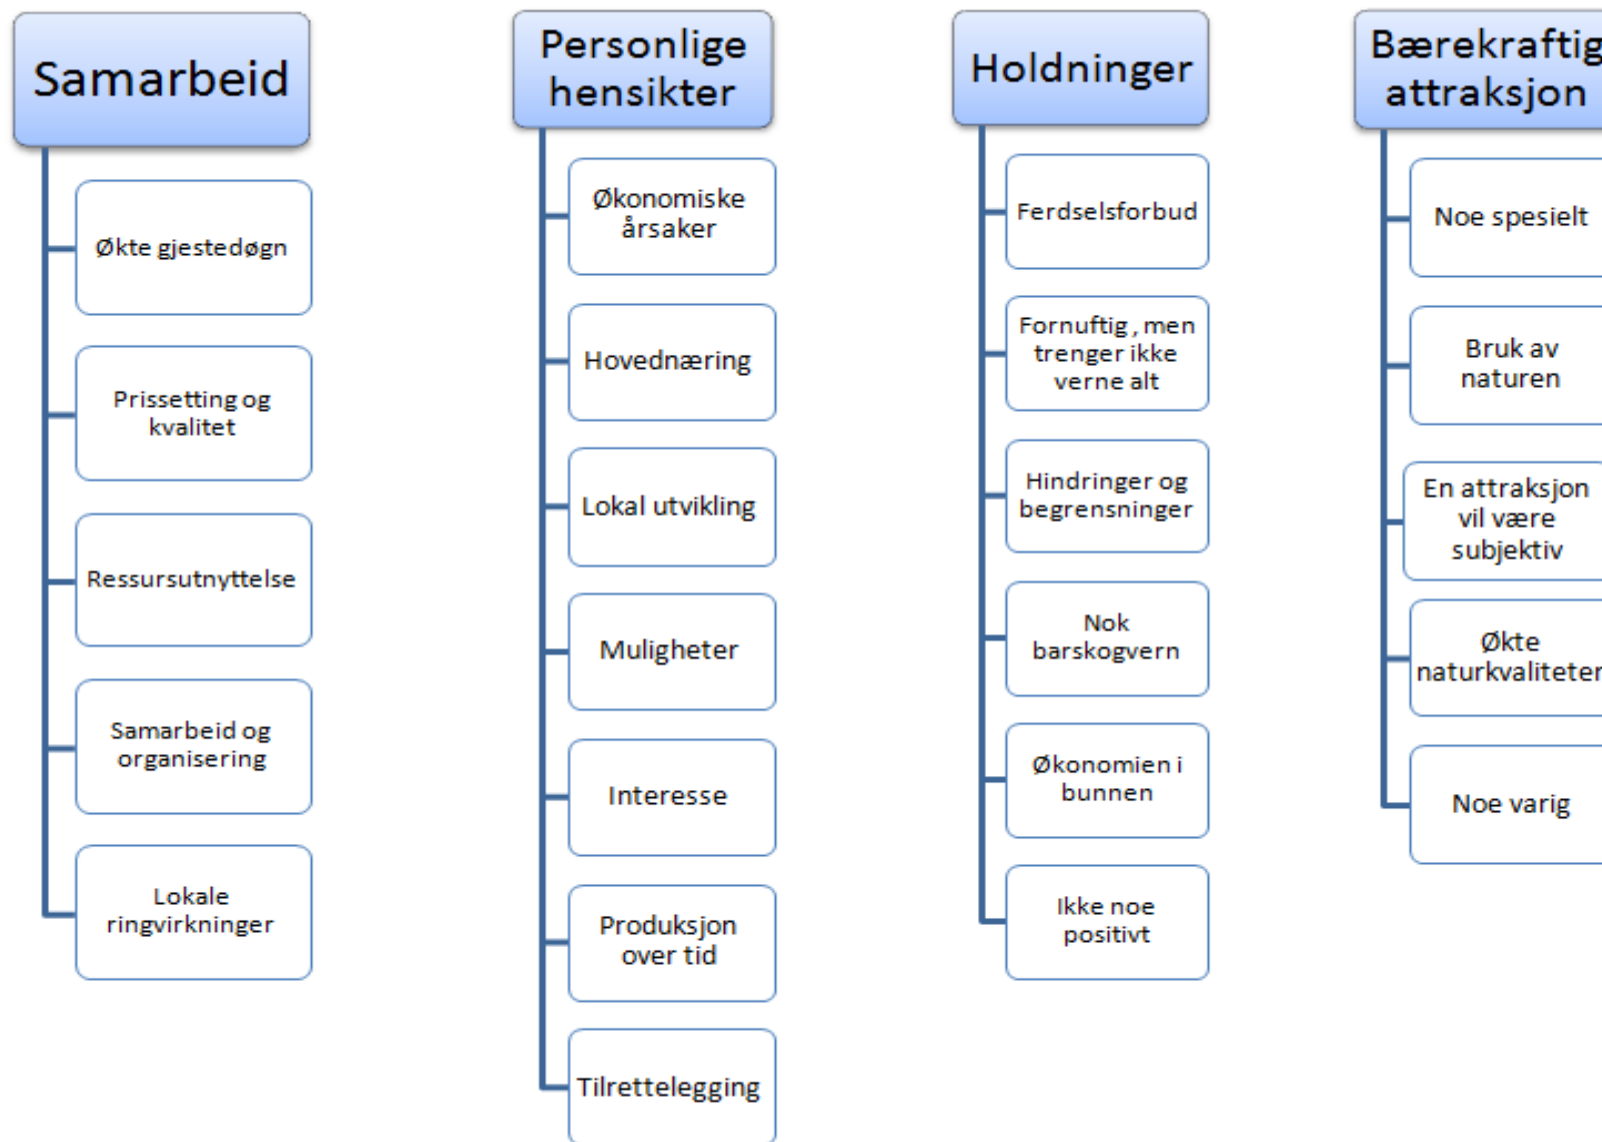 Samarbeid
Økte gjestedøgn
Prissetting og
kvalitet
Ressursutnyttelse
Samarbeid og
organisering
Lokale
ringvirkninger
Personlige
hensikter
Økonomiske
årsaker
Hovednæring
Lokal utvikling
Muligheter
Interesse
Produksjon
over tid
Tilrettelegging
Holdninger
Ferdselsforbud
Fornuftig, men
trenger ikke
verne alt
Hindringer og
begrensninger
Nok
barskogvern
Økonomien i
bunnen
Ikke noe
positivt
Bærekraftig
attraksjon
Noe spesielt
Bruk av
naturen
En attraksjon
vil være
subjektiv
Økte
naturkvaliteter
Noe varig